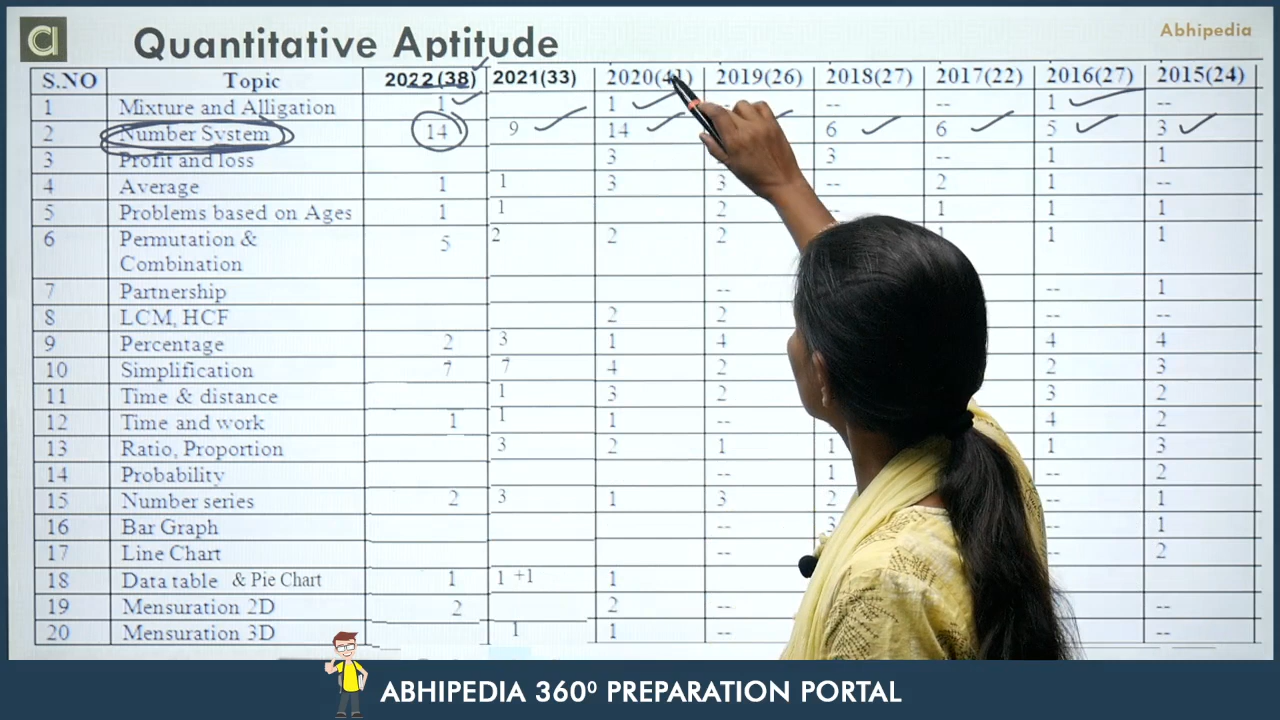 Quantitative Aptitude
Abhipedia
S.NO Topic 2022(38) 2021(33) 2020(41) 2019(26) 2018(27) 2017(22) 2016(27) 2015(24)
1 Mixture and Alligation 1 1 -- -- 1 --
2 Number System 14 9 14 6 6 5 3
3 Profit and loss 3 3 -- 1 1
4 Average 1 1 3 3 -- 2 1 --
5 Problems based on Ages 1 1 2 1 1 1
6 Permutation & 5 2 2 2 1 1 1
Combination
7 Partnership -- -- 1
8 LCM, HCF 2 2 -- --
9 Percentage 2 3 1 4 4 4
10 Simplification 7 7 4 2 2 3
11 Time & distance 1 3 2 3 2
12 Time and work 1 1 1 -- 4 2
13 Ratio, Proportion 3 2 1 1 1 3
14 Probability -- 1 -- 2
15 Number series 2 3 1 3 2 -- 1
16 Bar Graph -- 3 -- 1
17 Line Chart -- -- 2
18 Data table & Pie Chart 1 1 +1 1
19 Mensuration 2D 2 2 -- -- --
20 Mensuration 3D 1 1 -- -- --
ABHIPEDIA 360⁰ PREPARATION PORTAL